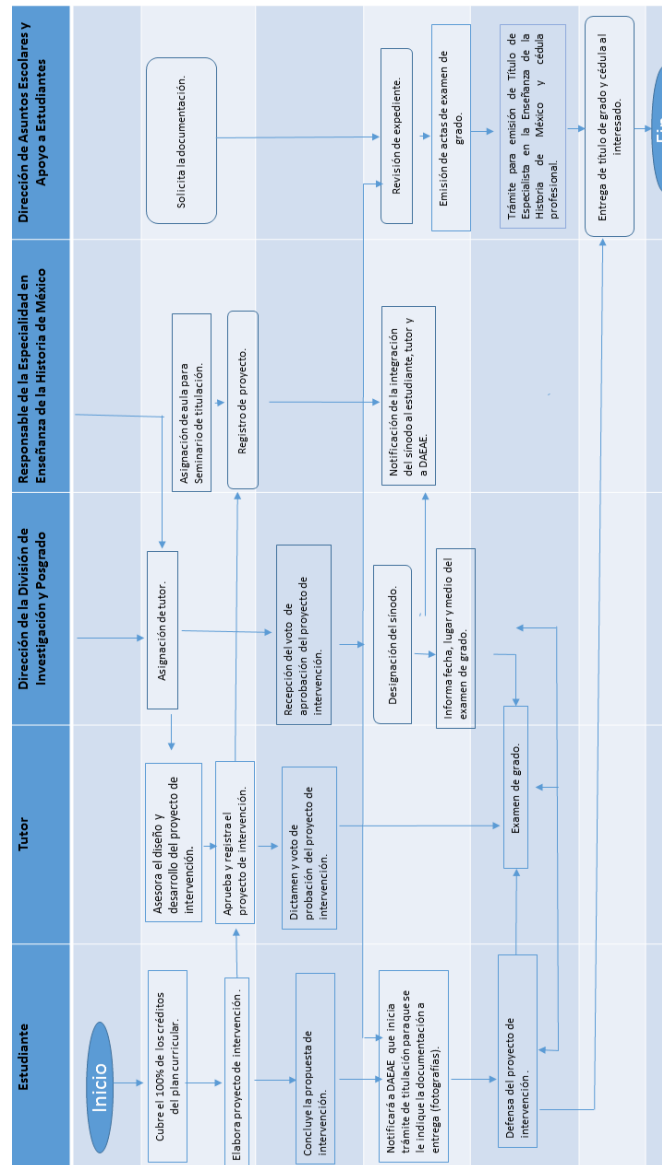 Estudiante
Tutor
Dirección de la División de
Investigación y Posgrado
Responsable de la Especialidad en
Enseñanza de la Historia de México
Dirección de Asuntos Escolares y
Apoyo a Estudiantes
Inicio
Cubre el 100% de los créditos
del plan curricular.
Asesora el diseño y
desarrollo del proyecto de
intervención.
Asignación de tutor.
Asignación de aula para
Seminario de titulación.
Solicita la documentación.
Elabora proyecto de intervención .
Aprueba y registra el
proyecto de intervención.
Registro de proyecto.
Concluye la propuesta de
intervención.
Dictamen y voto de
probación del proyecto de
intervención.
Recepción del voto de
aprobación del proyecto de
intervención.
Notificará a DAEAE que inicia
trámite de titulación para que se
le indique la documentación a
entrega (fotografías).
Designación del sínodo.
Informa fecha, lugar y medio del
examen de grado.
Notificación de la integración
del sínodo al estudiante, tutor y
a DAEAE.
Revisión de expediente.
Emisión de actas de examen de
grado.
Defensa del proyecto de
intervención .
Examen de grado.
Trámite para emisión de Título de
Especialista en la Enseñanza de la
Historia de México y cédula
profesional.
Entrega de título de grado y cédula al
interesado.